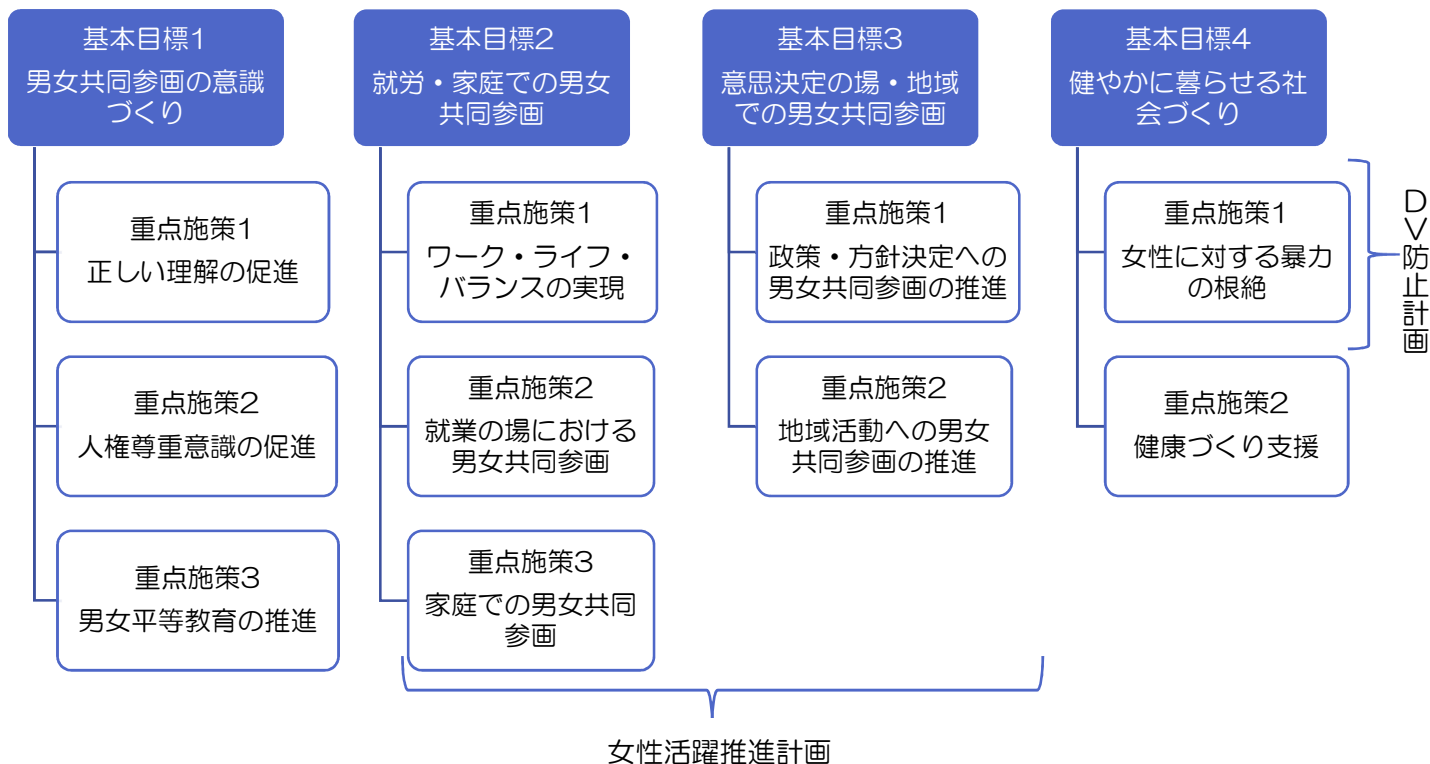 基本目標1
男女共同参画の意識
づくり
重点施策1
正しい理解の促進
重点施策2
人権尊重意識の促進
重点施策3
男女平等教育の推進
基本目標2
就労・家庭での男女
共同参画
重点施策1
ワーク・ライフ・
バランスの実現
重点施策2
就業の場における
男女共同参画
重点施策3
家庭での男女共同
参画
基本目標3
意思決定の場・地域
での男女共同参画
重点施策1
政策・方針決定への
男女共同参画の推進
重点施策2
地域活動への男女
共同参画の推進
基本目標4
健やかに暮らせる社
会づくり
重点施策1
女性に対する暴力
の根絶
重点施策2
健康づくり支援
DV防止計画
女性活躍推進計画